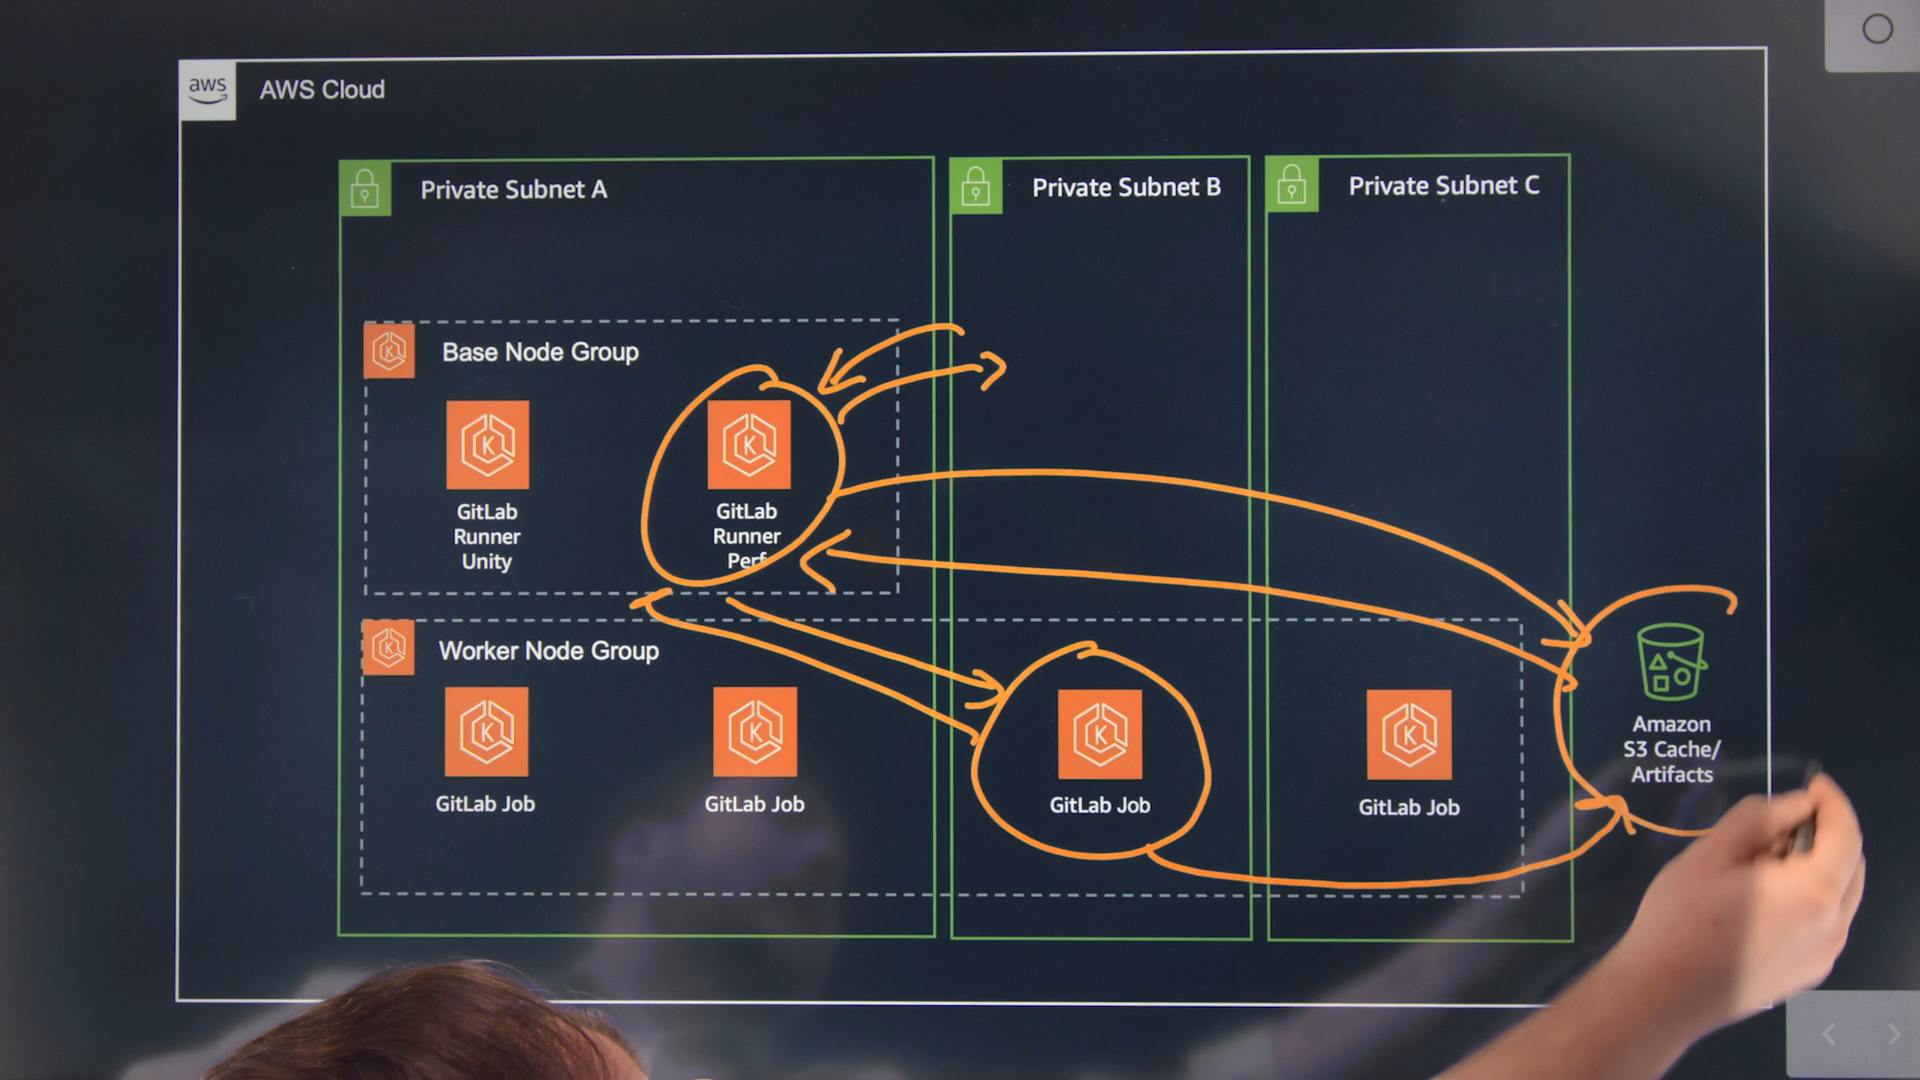 aws
AWS Cloud
Private Subnet A
Private Subnet B
Private Subnet C
Base Node Group
K
K
K
GitLab
Runner
Unity
GitLab
Runner
Perf
Worker Node Group
K
K
K
K
K
GitLab Job
GitLab Job
GitLab Job
GitLab Job
Amazon
S3 Cache/
Artifacts